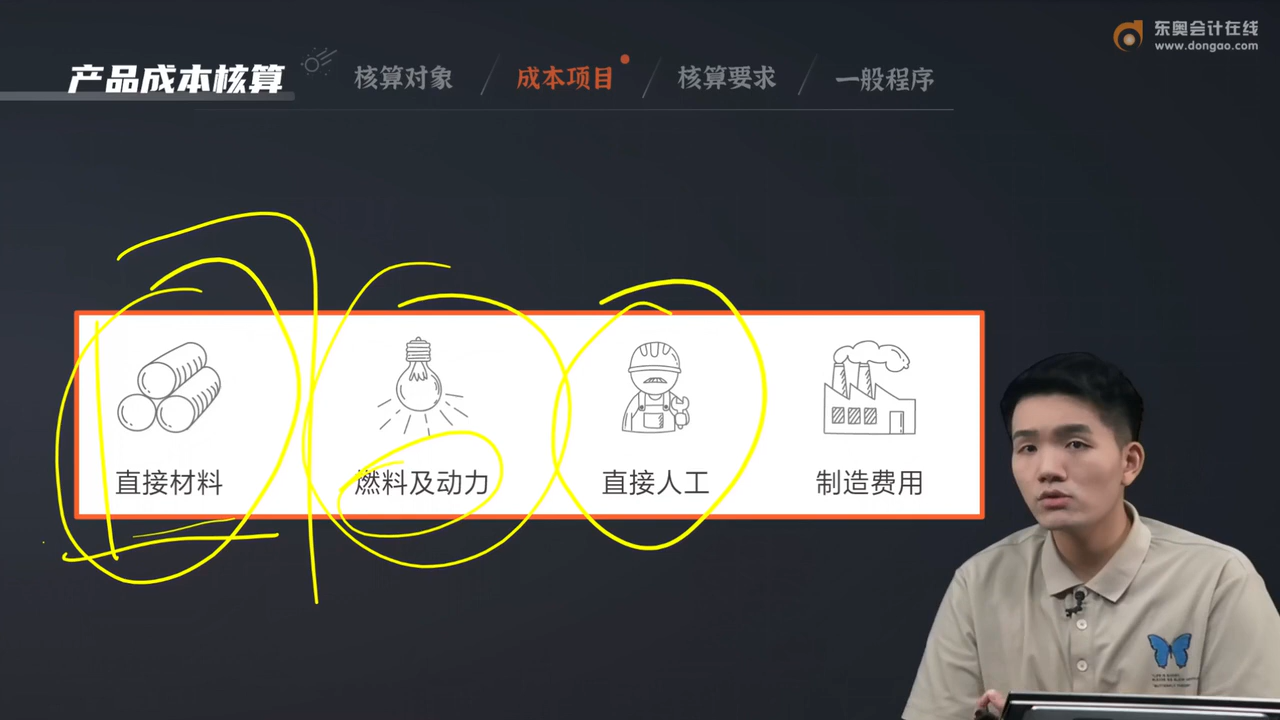 东奥会计在线
www.dongao.com
产品成本核算
核算对象 / 成本项目 / 核算要求 / 一般程序
直接材料 燃料及动力 直接人工 制造费用